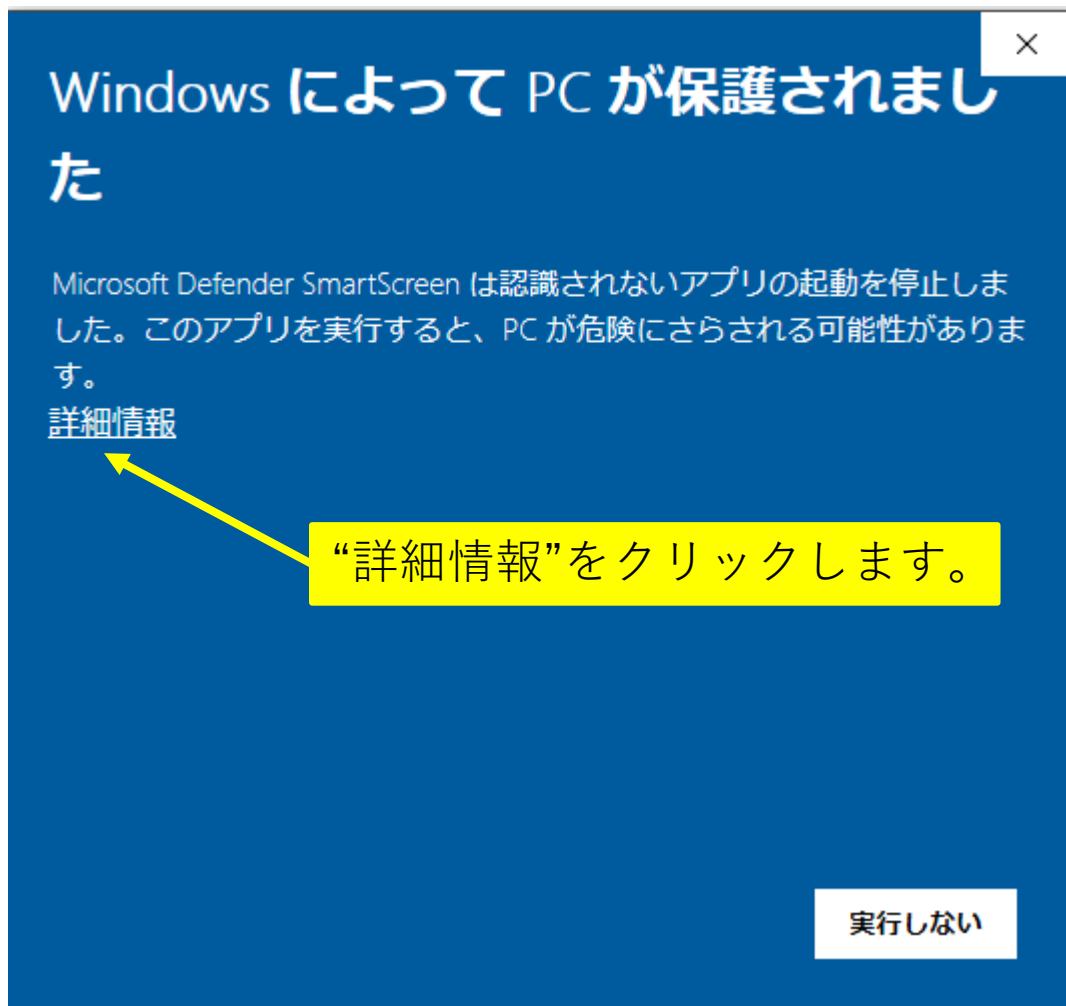 Windows によって PC が保護されまし
た
Microsoft Defender SmartScreen は認識されないアプリの起動を停止しま
した。このアプリを実行すると、PC が危険にさらされる可能性がありま
す。
詳細情報
“詳細情報”をクリックします。
実行しない